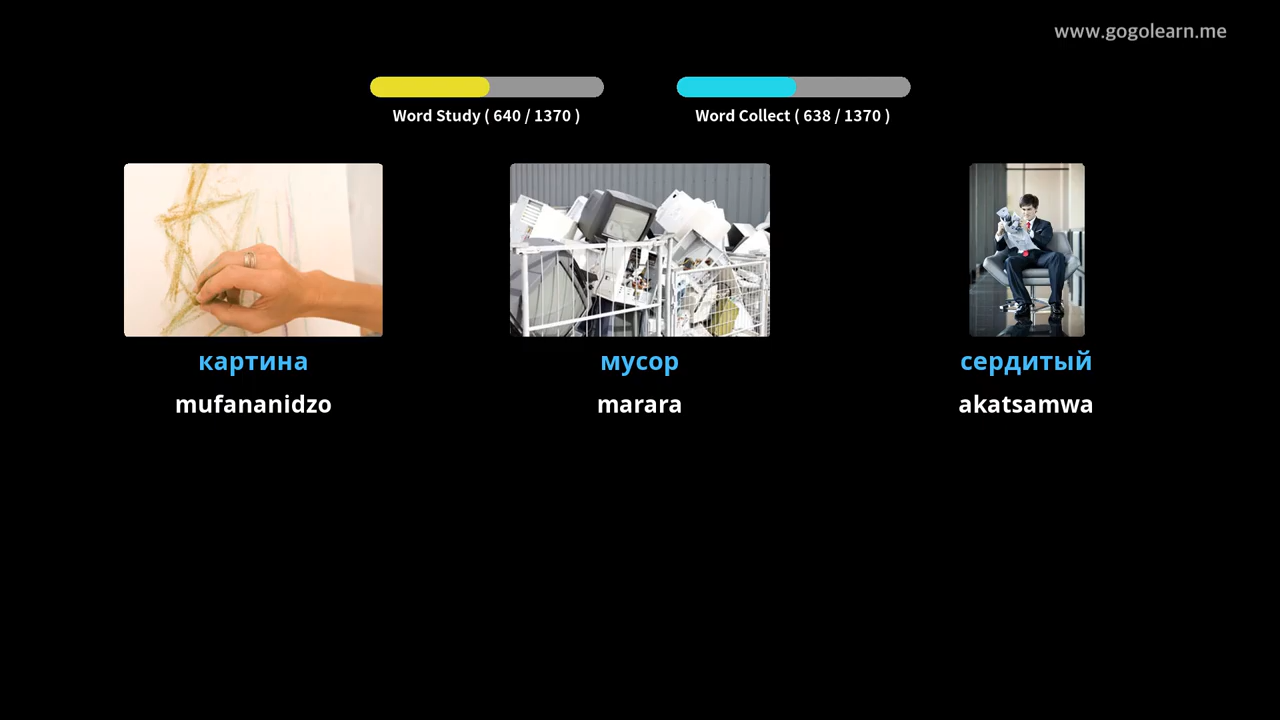 www.gogolearn.me
Word Study ( 640 / 1370 )
Word Collect ( 638 / 1370 )
картина
мусор
сердитый
mufananidzo
marara
akatsamwa